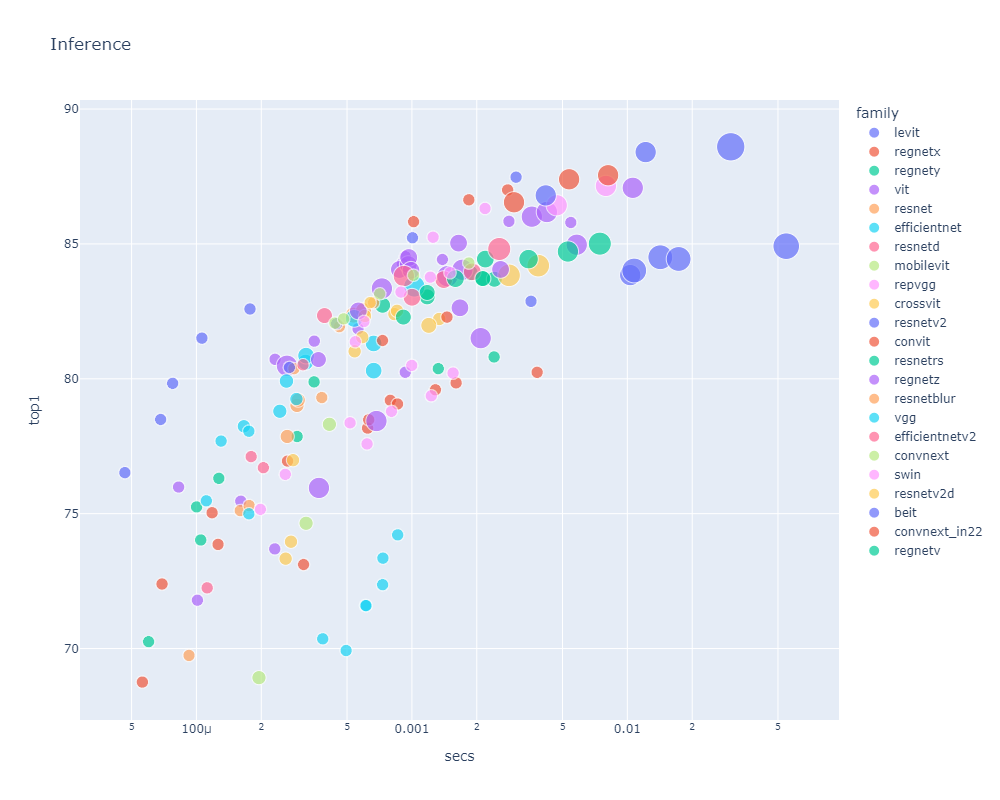 Inference
90
85
80
75
70
top1
5 100μ 2 5 0.001 2 5 0.01 2 5
secs
family
levit
regnetx
regnety
vit
resnet
efficientnet
resnetd
mobilevit
repvgg
crossvit
resnetv2
convit
resnetrs
regnetz
resnetblur
vgg
efficientnetv2
convnext
swin
resnetv2d
beit
convnext_in22
regnetv